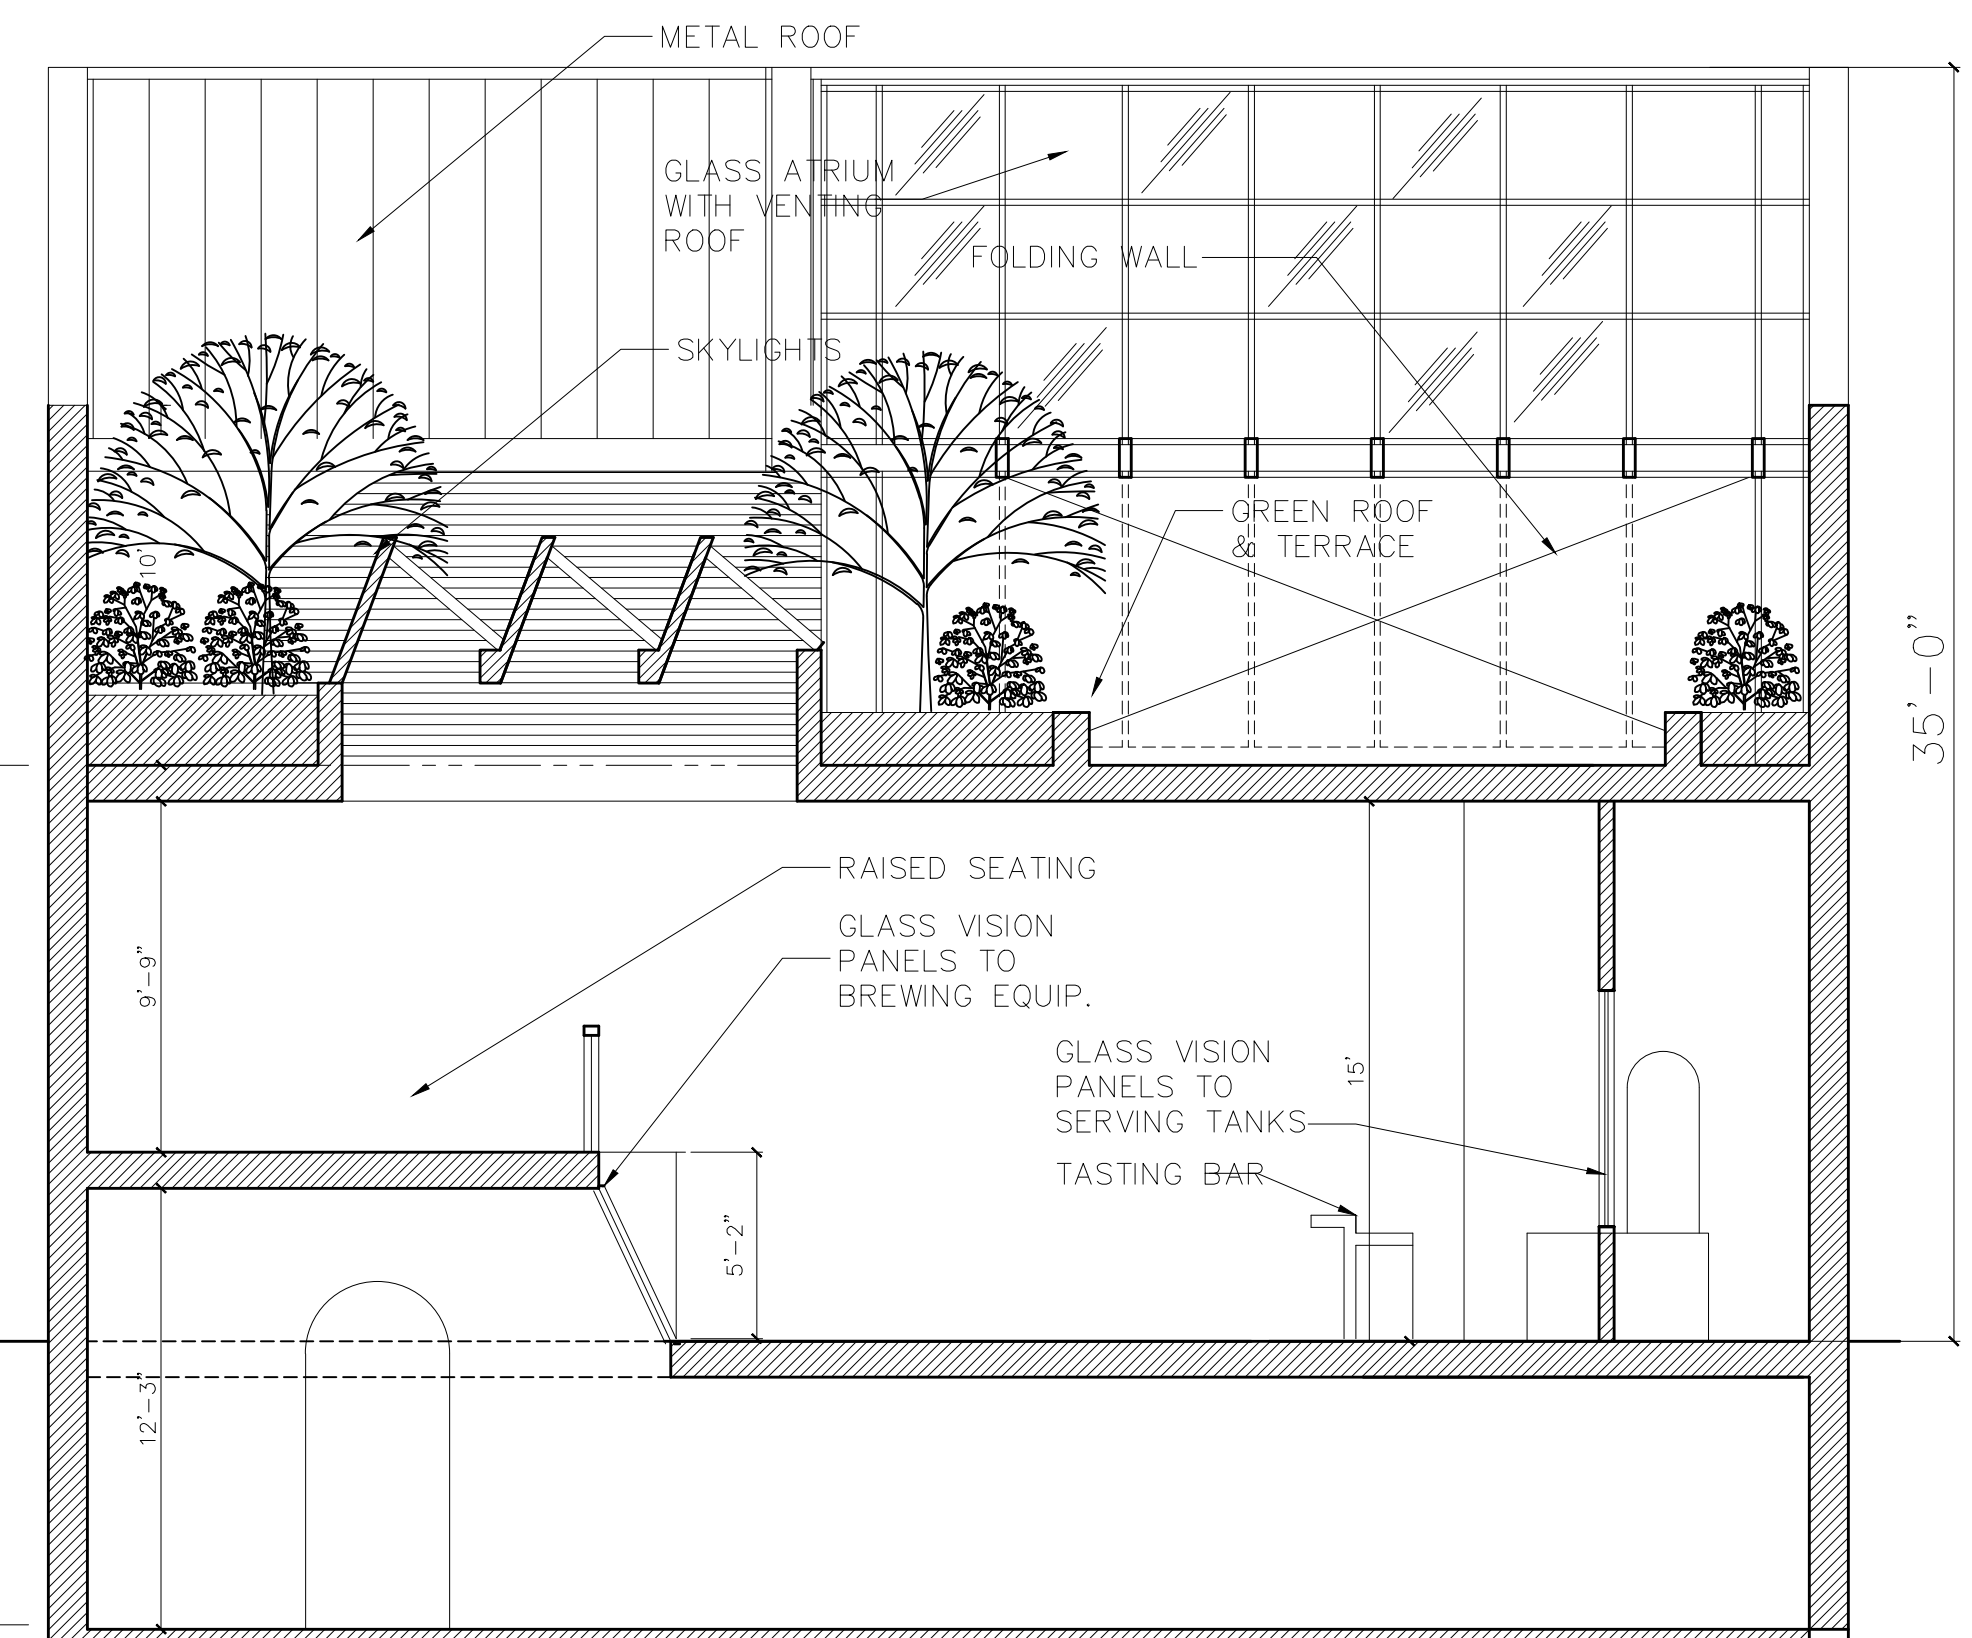 METAL ROOF
GLASS ATRIUM
WITH VENTING
ROOF
FOLDING WALL
SKYLIGHTS
GREEN ROOF
& TERRACE
10'
35'-0"
RAISED SEATING
GLASS VISION
PANELS TO
BREWING EQUIP.
9'-9"
GLASS VISION
PANELS TO
SERVING TANKS
15'
TASTING BAR
5'-2"
12'-3"